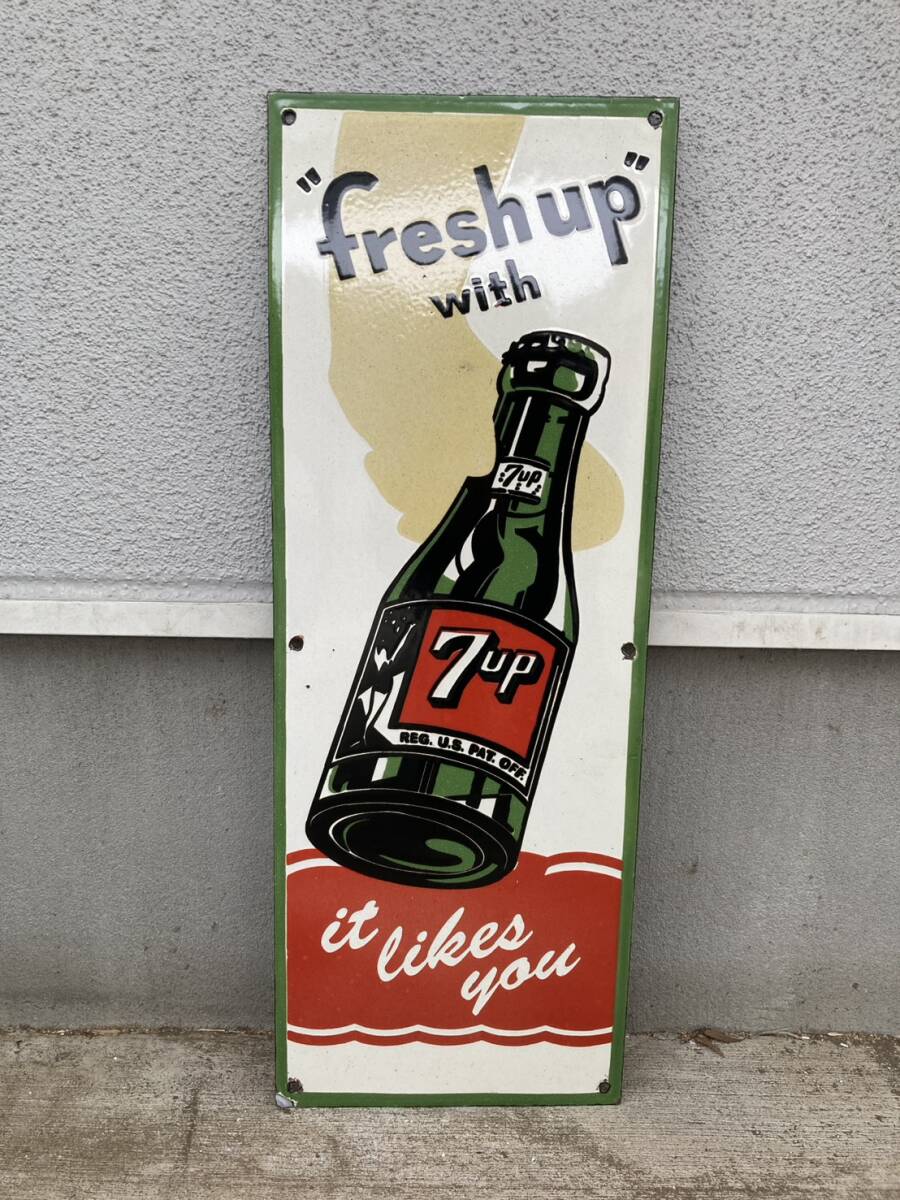 "fresh up"
with
7up
7up
REG. U.S. PAT. OFF.
it
likes
you